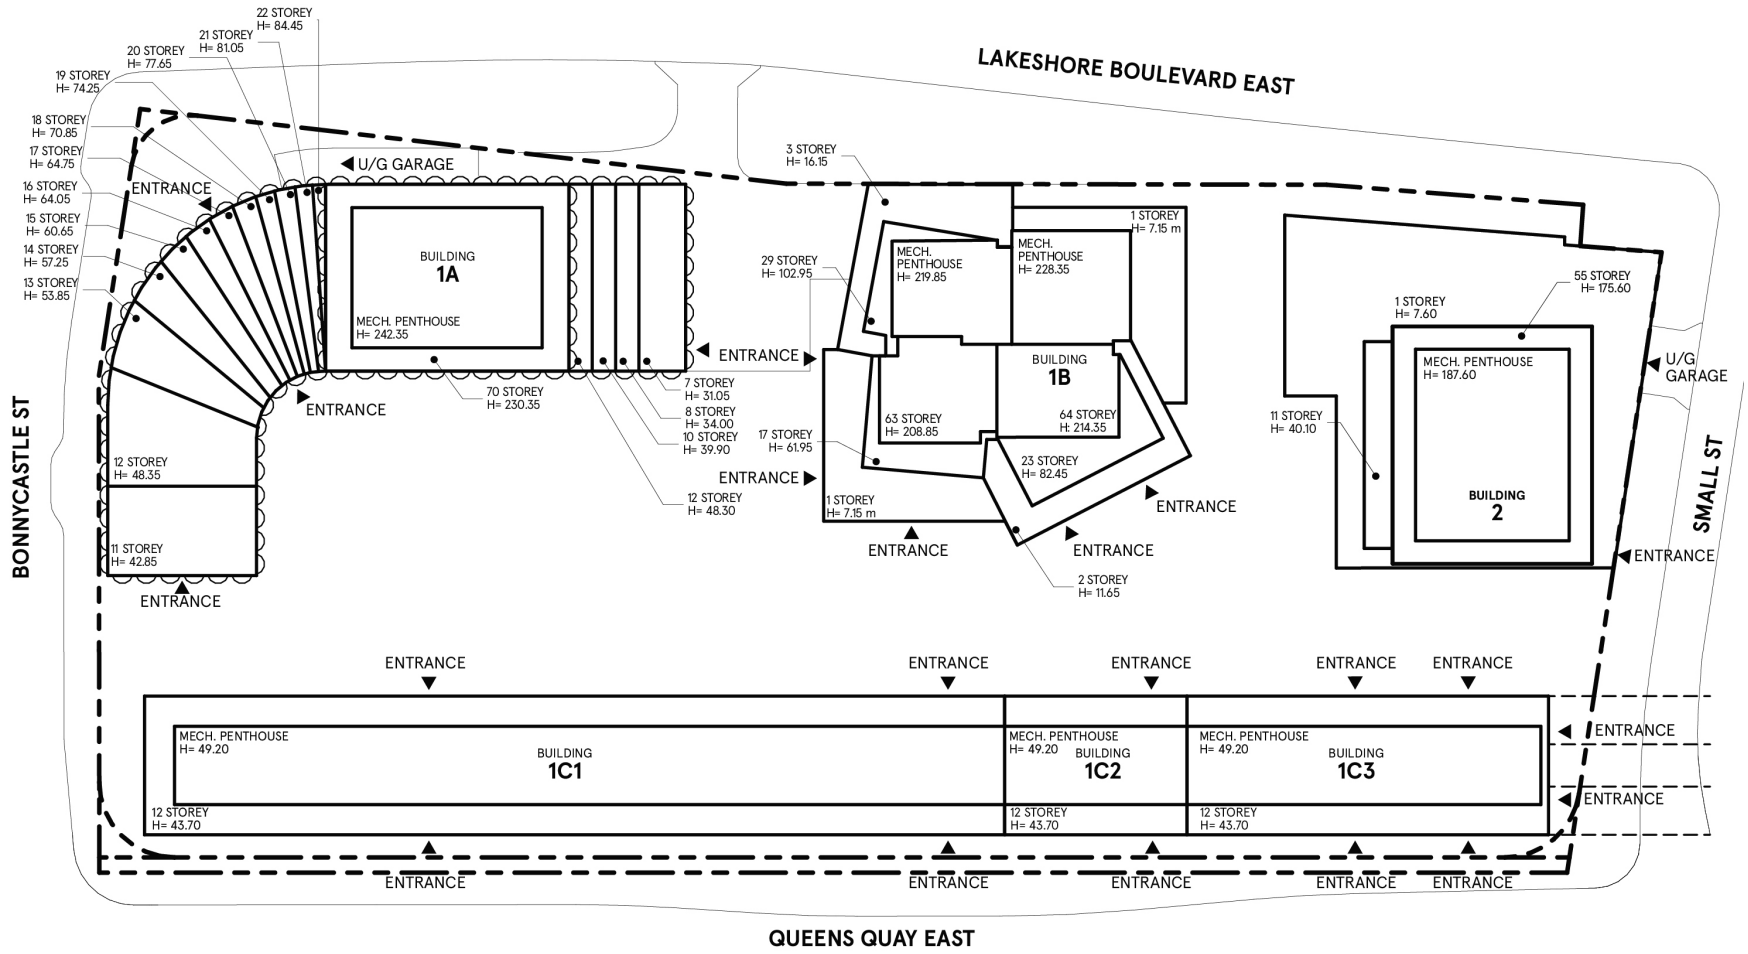 22 STOREY
H= 84.45
21 STOREY
H= 81.05
20 STOREY
H= 77.65
19 STOREY
H= 74.25
18 STOREY
H= 70.85
17 STOREY
H= 64.75
16 STOREY
H= 64.05
15 STOREY
H= 60.65
14 STOREY
H= 57.25
13 STOREY
H= 53.85
LAKESHORE BOULEVARD EAST
U/G GARAGE
ENTRANCE
BUILDING
1A
MECH. PENTHOUSE
H= 242.35
70 STOREY
H= 230.35
ENTRANCE
ENTRANCE
7 STOREY
H= 31.05
8 STOREY
H= 34.00
10 STOREY
H= 39.90
12 STOREY
H= 48.30
12 STOREY
H= 48.35
11 STOREY
H= 42.85
ENTRANCE
BONNYCASTLE ST
3 STOREY
H= 16.15
1 STOREY
H= 7.15 m
MECH.
PENTHOUSE
H= 219.85
MECH.
PENTHOUSE
H= 228.35
29 STOREY
H= 102.95
BUILDING
1B
63 STOREY
H= 208.85
64 STOREY
H: 214.35
17 STOREY
H= 61.95
23 STOREY
H= 82.45
ENTRANCE
1 STOREY
H= 7.15 m
ENTRANCE
ENTRANCE
ENTRANCE
2 STOREY
H= 11.65
55 STOREY
H= 175.60
1 STOREY
H= 7.60
MECH. PENTHOUSE
H= 187.60
11 STOREY
H= 40.10
BUILDING
2
U/G
GARAGE
ENTRANCE
SMALL ST
ENTRANCE
ENTRANCE
ENTRANCE
ENTRANCE
ENTRANCE
MECH. PENTHOUSE
H= 49.20
BUILDING
1C1
12 STOREY
H= 43.70
MECH. PENTHOUSE
H= 49.20
BUILDING
1C2
12 STOREY
H= 43.70
MECH. PENTHOUSE
H= 49.20
BUILDING
1C3
12 STOREY
H= 43.70
ENTRANCE
ENTRANCE
ENTRANCE
ENTRANCE
ENTRANCE
ENTRANCE
ENTRANCE
QUEENS QUAY EAST